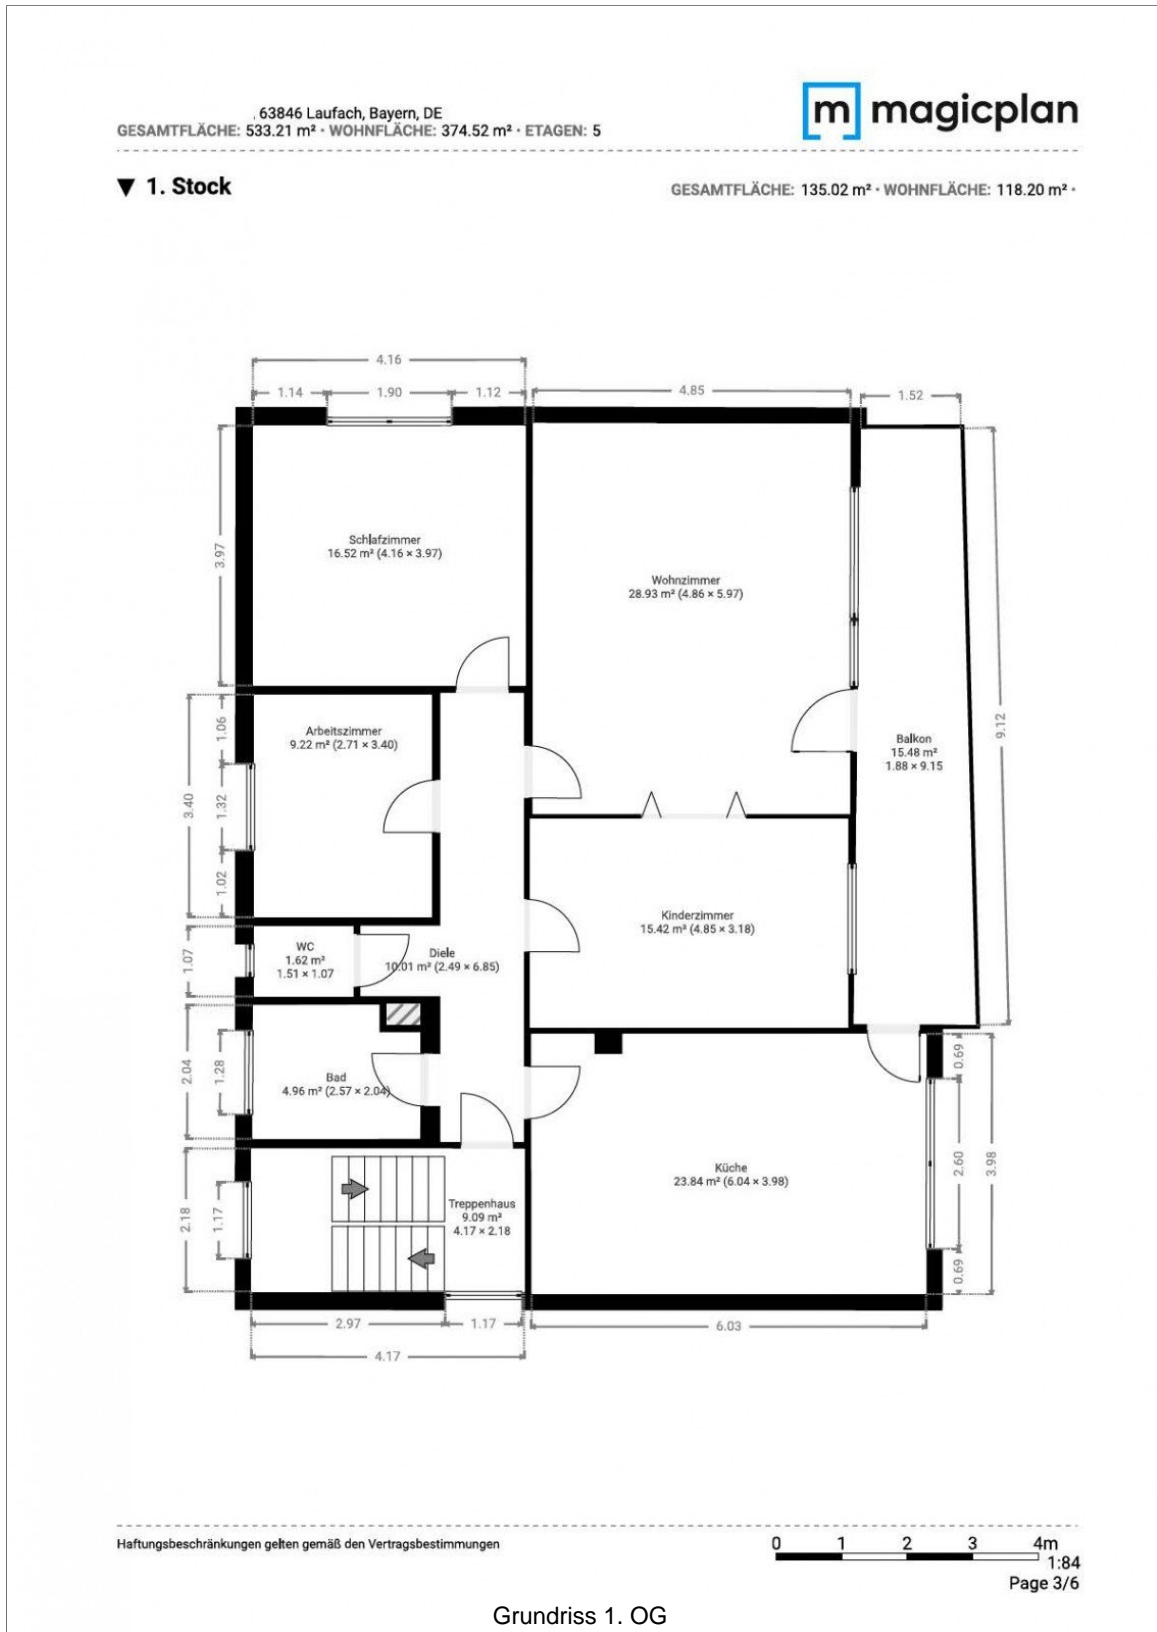 , 63846 Laufach, Bayern, DE
GESAMTFLÄCHE: 533.21 m² · WOHNFLÄCHE: 374.52 m² · ETAGEN: 5
m magicplan
▼ 1. Stock
GESAMTFLÄCHE: 135.02 m² · WOHNFLÄCHE: 118.20 m² ·
4.16
1.14
1.90
1.12
4.85
1.52
3.97
Schlafzimmer
16.52 m² (4.16 × 3.97)
Wohnzimmer
28.93 m² (4.86 × 5.97)
1.06
3.40
1.32
1.02
Arbeitszimmer
9.22 m² (2.71 × 3.40)
Balkon
15.48 m²
1.88 × 9.15
9.12
Kinderzimmer
15.42 m² (4.85 × 3.18)
1.07
WC
1.62 m²
1.51 × 1.07
Diele
10.01 m² (2.49 × 6.85)
2.04
1.28
Bad
4.96 m² (2.57 × 2.04)
0.69
2.60
3.98
0.69
Küche
23.84 m² (6.04 × 3.98)
2.18
1.17
Treppenhaus
9.09 m²
4.17 × 2.18
2.97
1.17
6.03
4.17
Haftungsbeschränkungen gelten gemäß den Vertragsbestimmungen
0 1 2 3 4m
1:84
Page 3/6
Grundriss 1. OG